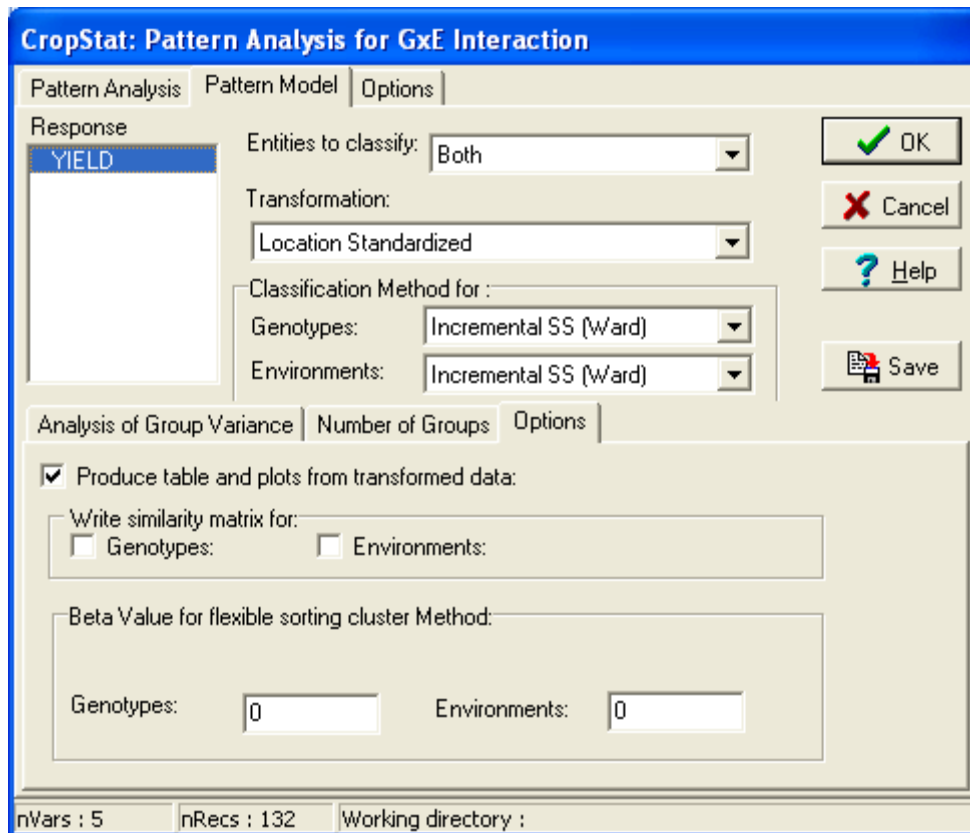 CropStat: Pattern Analysis for GxE Interaction
Pattern Analysis Pattern Model Options
Response
YIELD
Entities to classify: Both
Transformation:
Location Standardized
Classification Method for :
Genotypes: Incremental SS (Ward)
Environments: Incremental SS (Ward)
OK
Cancel
Help
Save
Analysis of Group Variance Number of Groups Options
Produce table and plots from transformed data:
Write similarity matrix for:
Genotypes: Environments:
Beta Value for flexible sorting cluster Method:
Genotypes: 0 Environments: 0
nVars : 5 nRecs : 132 Working directory :